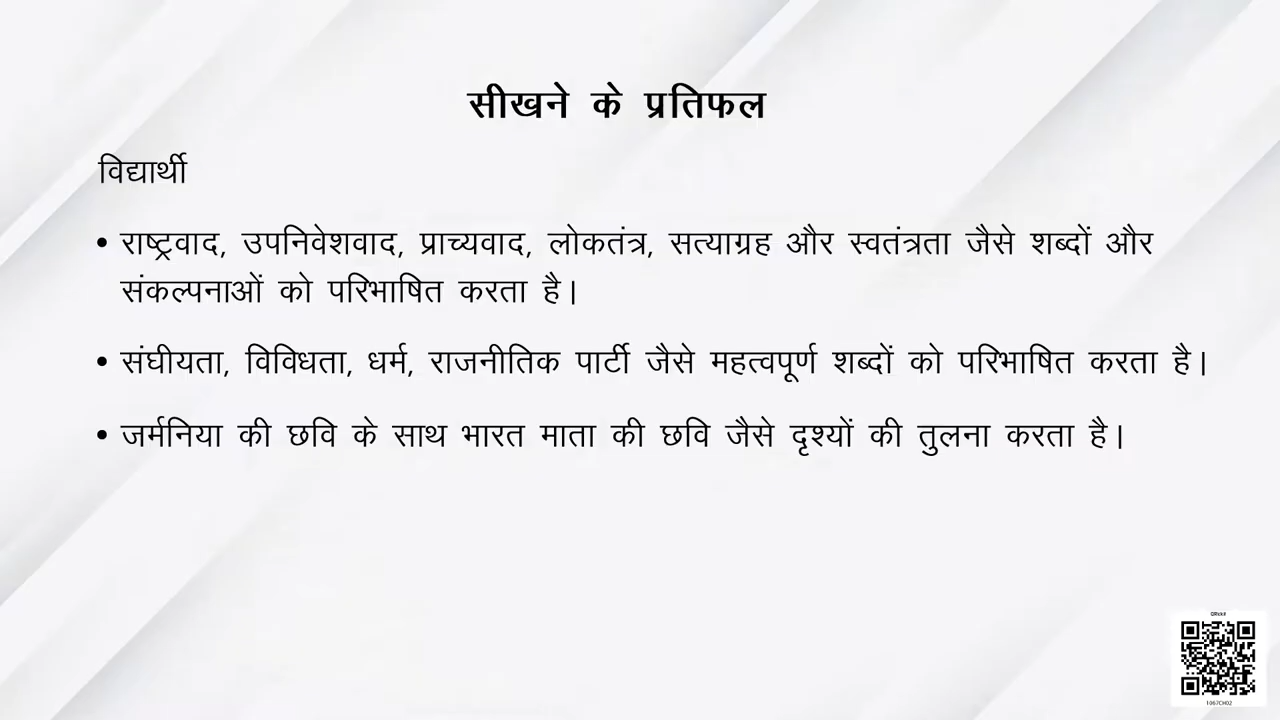 सीखने के प्रतिफल
विद्यार्थी
• राष्ट्रवाद, उपनिवेशवाद, प्राच्यवाद, लोकतंत्र, सत्याग्रह और स्वतंत्रता जैसे शब्दों और
संकल्पनाओं को परिभाषित करता है।
• संघीयता, विविधता, धर्म, राजनीतिक पार्टी जैसे महत्वपूर्ण शब्दों को परिभाषित करता है।
• जर्मनिया की छवि के साथ भारत माता की छवि जैसे दृश्यों की तुलना करता है।
1067CH02